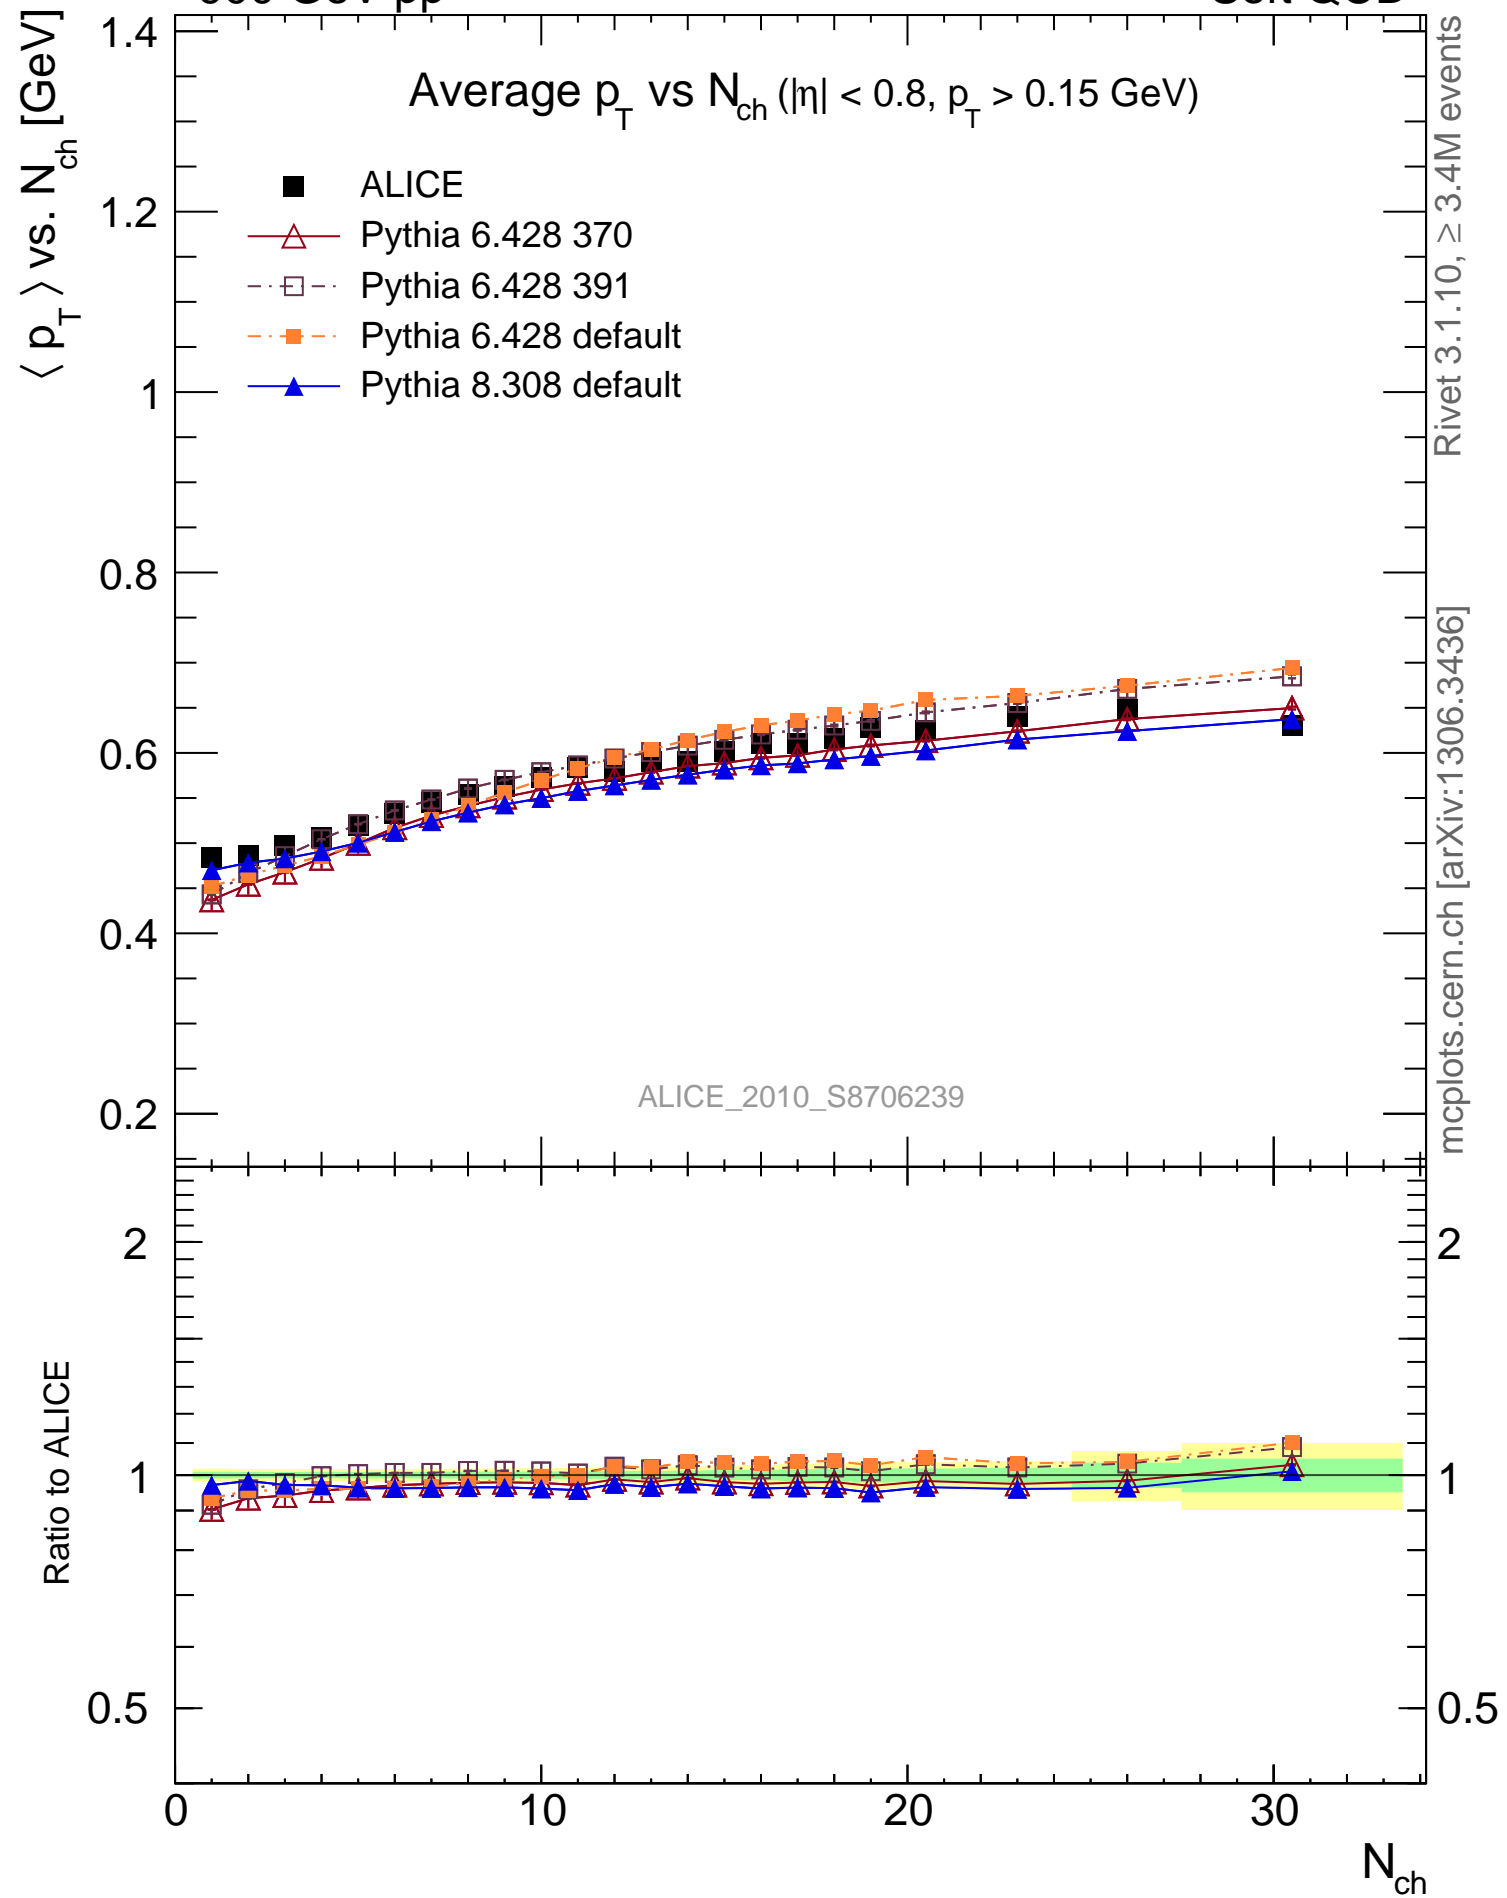 ⟨ p_T ⟩ vs. N_ch [GeV]
Average p_T vs N_ch (|η| < 0.8, p_T > 0.15 GeV)
ALICE
Pythia 6.428 370
Pythia 6.428 391
Pythia 6.428 default
Pythia 8.308 default
1.4
1.2
1
0.8
0.6
0.4
0.2
ALICE_2010_S8706239
Rivet 3.1.10, ≥ 3.4M events
mcplots.cern.ch [arXiv:1306.3436]
Ratio to ALICE
2
1
0.5
2
1
0.5
0 10 20 30
N_ch